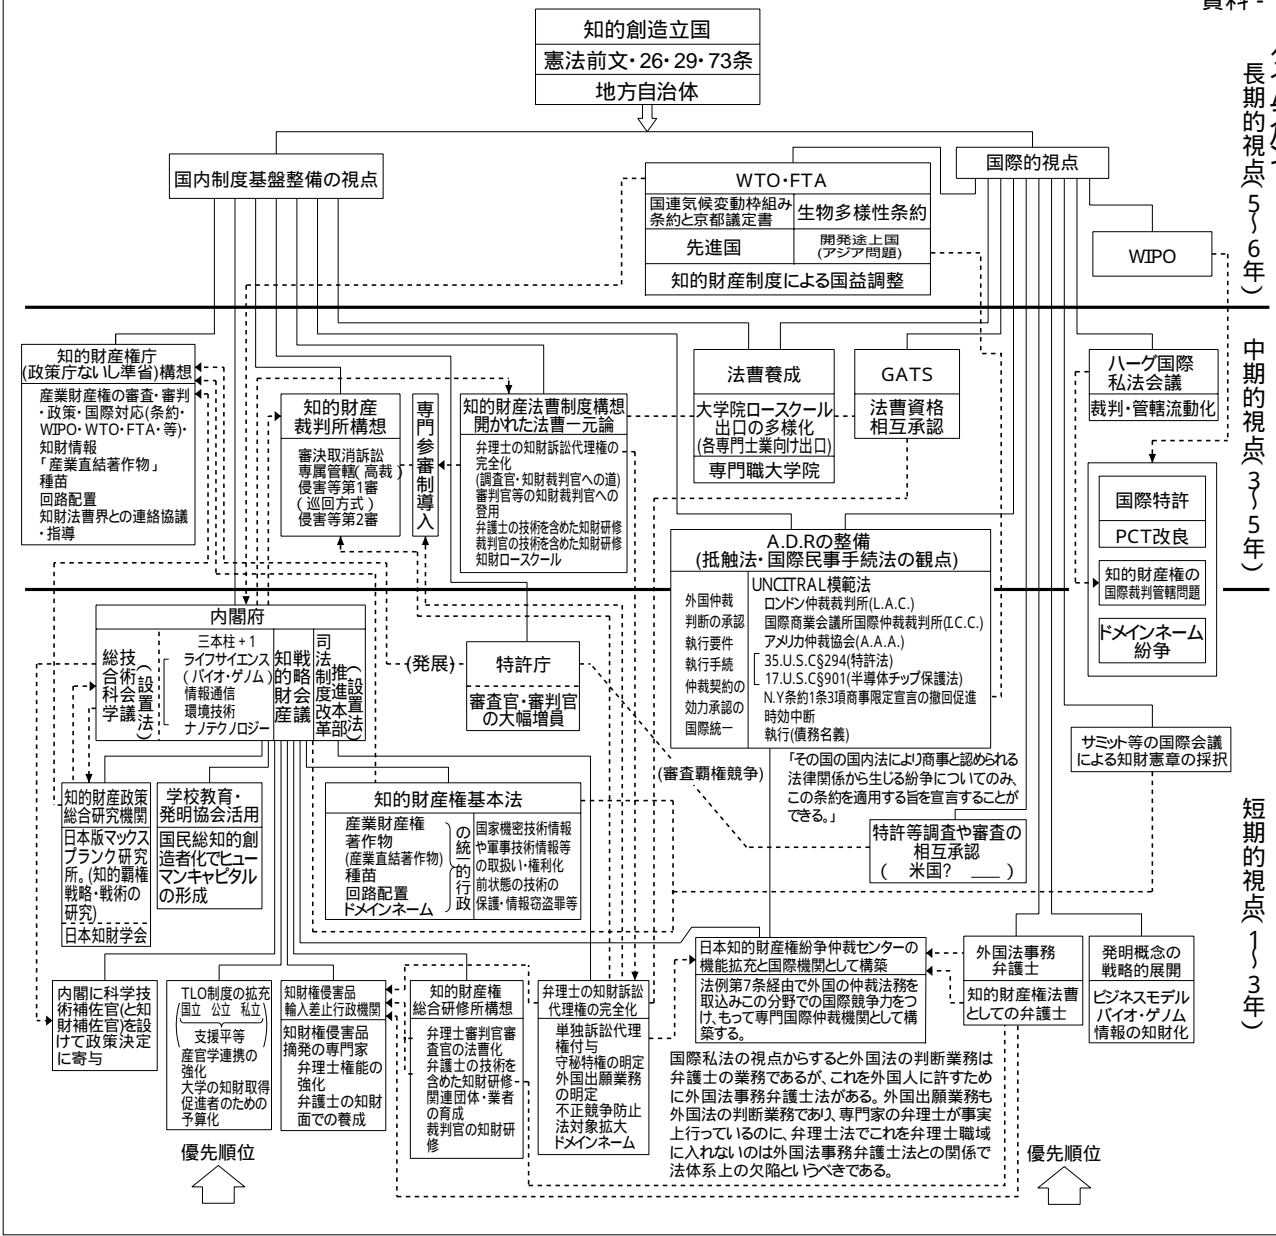 資料 -
知的創造立国
憲法前文・26・29・73条
地方自治体
長期的視点(5〜6年)
国内制度基盤整備の視点
国際的視点
WTO・FTA
国連気候変動枠組み
条約と京都議定書
生物多様性条約
先進国
開発途上国
(アジア問題)
知的財産制度による国益調整
WIPO
中期的視点(3〜5年)
知的財産権庁
(政策庁ないし準省)構想
産業財産権の審査・審判
・政策・国際対応(条約・
WIPO・WTO・FTA・等)・
知財情報
「産業直結著作物」
種苗
回路配置
知財法曹界との連絡協議
・指導
知的財産
裁判所構想
審決取消訴訟
専属管轄(高裁)
侵害等第1審
(巡回方式)
侵害等第2審
専門参審制導入
知的財産法曹制度構想
開かれた法曹一元論
弁理士の知財訴訟代理権の
完全化
(調査官・知財裁判官への道)
審判官等の知財裁判官への
登用
弁護士の技術を含めた知財研修
裁判官の技術を含めた知財研修
知財ロースクール
法曹養成
大学院ロースクール
出口の多様化
(各専門士業向け出口)
専門職大学院
GATS
法曹資格
相互承認
ハーグ国際
私法会議
裁判・管轄流動化
国際特許
PCT改良
知的財産権の
国際裁判管轄問題
ドメインネーム
紛争
A.D.Rの整備
(抵触法・国際民事手続法の観点)
外国仲裁
判断の承認
執行要件
執行手続
仲裁契約の
効力承認の
国際統一
UNCITRAL模範法
ロンドン仲裁裁判所(L.A.C.)
国際商業会議所国際仲裁裁判所(I.C.C.)
アメリカ仲裁協会(A.A.A.)
35.U.S.C§294(特許法)
17.U.S.C§901(半導体チップ保護法)
N.Y条約1条3項商事限定宣言の撤回促進
時効中断
執行(債務名義)
「その国の国内法により商事と認められる
法律関係から生じる紛争についてのみ、
この条約を適用する旨を宣言することが
できる。」
短期的視点(1〜3年)
内閣府
総合科学
技術会議
(設置法)
三本柱+1
ライフサイエンス
(バイオ・ゲノム)
情報通信
環境技術
ナノテクノロジー
知的財産
戦略会議
司法制度改革
推進本部
(設置法)
(発展)
特許庁
審査官・審判官
の大幅増員
(審査覇権競争)
サミット等の国際会議
による知財憲章の採択
特許等調査や審査の
相互承認
( 米国? ___ )
知的財産政策
総合研究機関
日本版マックス
プランク研究
所。(知的覇権
戦略・戦術の
研究)
日本知財学会
学校教育・
発明協会活用
国民総知的創
造者化でヒュー
マンキャピタル
の形成
知的財産権基本法
産業財産権
著作物
(産業直結著作物)
種苗
回路配置
ドメインネーム
の統一的行政
国家機密技術情報
や軍事技術情報等
の取扱い・権利化
前状態の技術の
保護・情報窃盗罪等
内閣に科学技
術補佐官(と知
財補佐官)を設
けて政策決定
に寄与
TLO制度の拡充
(国立 公立 私立)
支援平等
産官学連携の
強化
大学の知財取得
促進者のための
予算化
知財権侵害品
輸入差止行政機関
知財権侵害品
摘発の専門家
弁理士権能の
強化
弁護士の知財
面での養成
知的財産権
総合研修所構想
弁理士審判官審
査官の法曹化
弁護士の技術を
含めた知財研修
関連団体・業者
の育成
裁判官の知財研
修
弁理士の知財訴訟
代理権の完全化
単独訴訟代理
権付与
守秘特権の明定
外国出願業務
の明定
不正競争防止
法対象拡大
ドメインネーム
日本知的財産権紛争仲裁センターの
機能拡充と国際機関として構築
法例第7条経由で外国の仲裁法務を
取込みこの分野での国際競争力をつ
け、もって専門国際仲裁機関として構
築する。
外国法事務
弁護士
知的財産権法曹
としての弁護士
発明概念の
戦略的展開
ビジネスモデル
バイオ・ゲノム
情報の知財化
国際私法の視点からすると外国法の判断業務は
弁護士の業務であるが、これを外国人に許すため
に外国法事務弁護士法がある。外国出願業務も
外国法の判断業務であり、専門家の弁理士が事実
上行っているのに、弁理士法でこれを弁理士職域
に入れないのは外国法事務弁護士法との関係で
法体系上の欠陥というべきである。
優先順位
優先順位